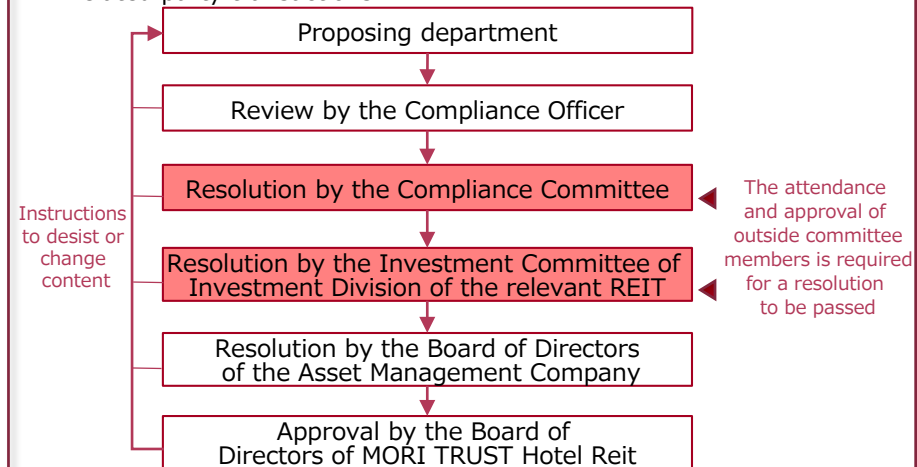 Proposing department
Review by the Compliance Officer
Resolution by the Compliance Committee
Instructions
to desist or
change
content
The attendance
and approval of
outside committee
members is required
for a resolution
to be passed
Resolution by the Investment Committee of
Investment Division of the relevant REIT
Resolution by the Board of Directors
of the Asset Management Company
Approval by the Board of
Directors of MORI TRUST Hotel Reit